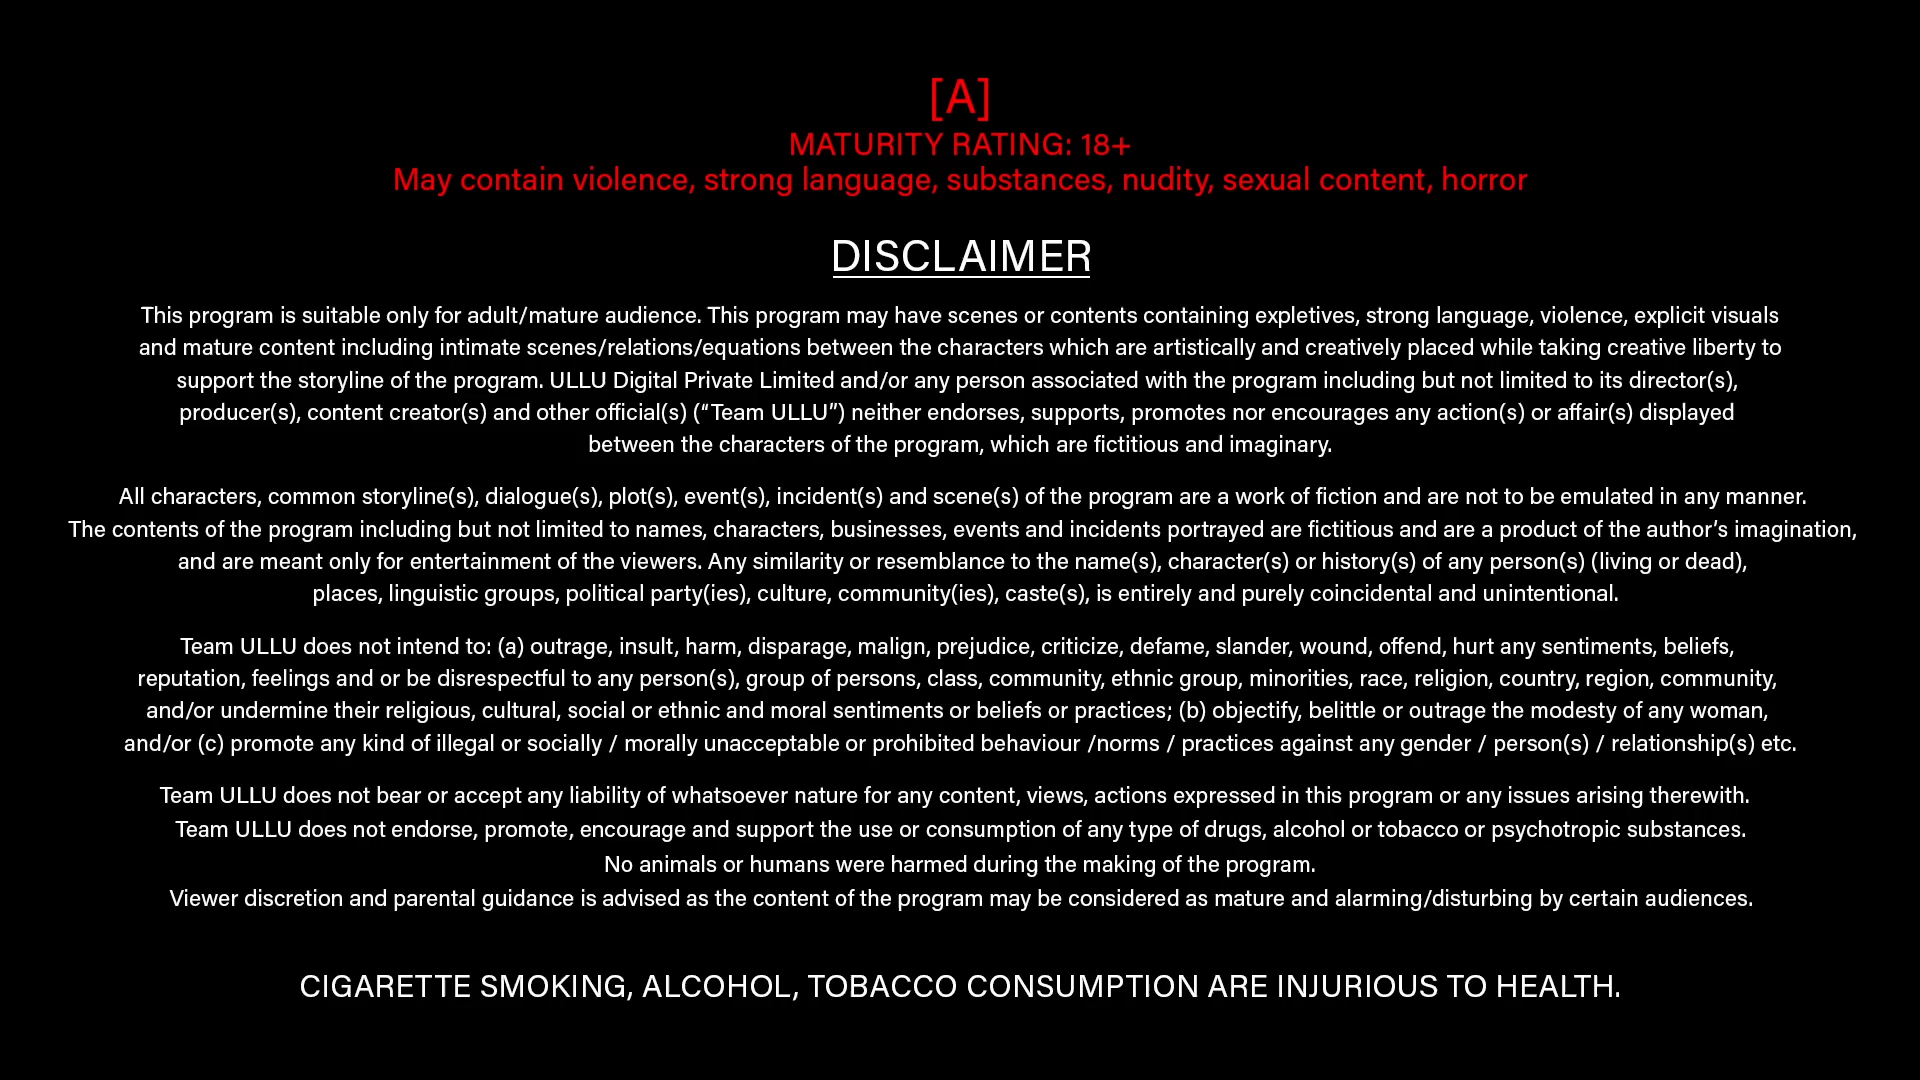 [A]
MATURITY RATING: 18+
May contain violence, strong language, substances, nudity, sexual content, horror
DISCLAIMER
This program is suitable only for adult/mature audience. This program may have scenes or contents containing expletives, strong language, violence, explicit visuals
and mature content including intimate scenes/relations/equations between the characters which are artistically and creatively placed while taking creative liberty to
support the storyline of the program. ULLU Digital Private Limited and/or any person associated with the program including but not limited to its director(s),
producer(s), content creator(s) and other official(s) (“Team ULLU”) neither endorses, supports, promotes nor encourages any action(s) or affair(s) displayed
between the characters of the program, which are fictitious and imaginary.
All characters, common storyline(s), dialogue(s), plot(s), event(s), incident(s) and scene(s) of the program are a work of fiction and are not to be emulated in any manner.
The contents of the program including but not limited to names, characters, businesses, events and incidents portrayed are fictitious and are a product of the author’s imagination,
and are meant only for entertainment of the viewers. Any similarity or resemblance to the name(s), character(s) or history(s) of any person(s) (living or dead),
places, linguistic groups, political party(ies), culture, community(ies), caste(s), is entirely and purely coincidental and unintentional.
Team ULLU does not intend to: (a) outrage, insult, harm, disparage, malign, prejudice, criticize, defame, slander, wound, offend, hurt any sentiments, beliefs,
reputation, feelings and or be disrespectful to any person(s), group of persons, class, community, ethnic group, minorities, race, religion, country, region, community,
and/or undermine their religious, cultural, social or ethnic and moral sentiments or beliefs or practices; (b) objectify, belittle or outrage the modesty of any woman,
and/or (c) promote any kind of illegal or socially / morally unacceptable or prohibited behaviour /norms / practices against any gender / person(s) / relationship(s) etc.
Team ULLU does not bear or accept any liability of whatsoever nature for any content, views, actions expressed in this program or any issues arising therewith.
Team ULLU does not endorse, promote, encourage and support the use or consumption of any type of drugs, alcohol or tobacco or psychotropic substances.
No animals or humans were harmed during the making of the program.
Viewer discretion and parental guidance is advised as the content of the program may be considered as mature and alarming/disturbing by certain audiences.
CIGARETTE SMOKING, ALCOHOL, TOBACCO CONSUMPTION ARE INJURIOUS TO HEALTH.